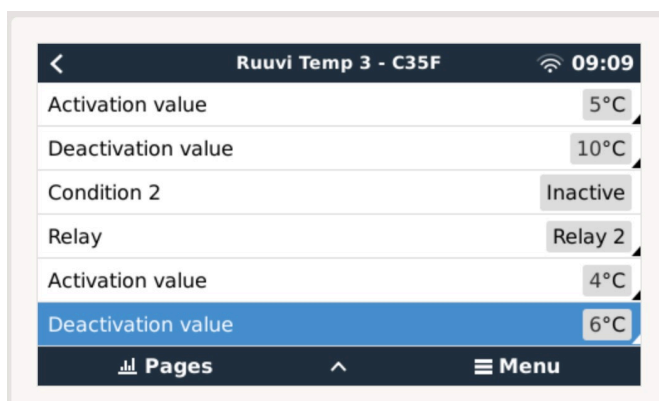 Ruuvi Temp 3 - C35F 09:09
Activation value 5°C
Deactivation value 10°C
Condition 2 Inactive
Relay Relay 2
Activation value 4°C
Deactivation value 6°C
Pages Menu